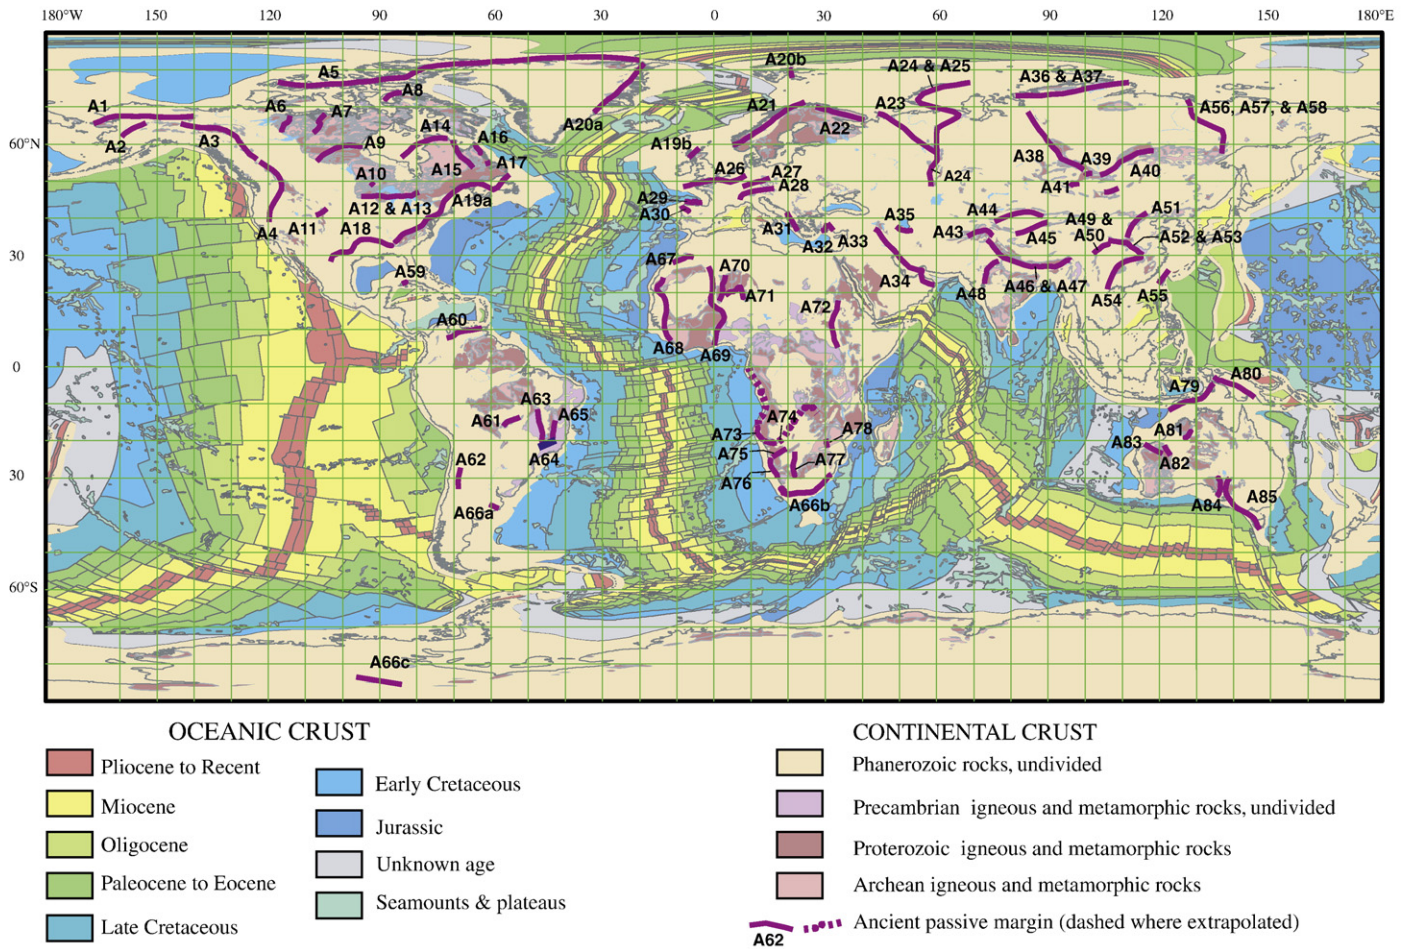 180°W 150 120 90 60 30 0 30 60 90 120 150 180°E
A20b A24 & A25 A36 & A37
A5
A8
A1 A6 A7 A21 A23 A56, A57, & A58
A20a
A2 A3 A14 A16 A22
60°N A9 A19b A38 A39 A40
A15 A17 A26 A27
A10 A24 A41
A28
A29
A12 & A13 A19a A30 A35 A44 A49 & A51
A4 A11 A18 A31 A33 A43 A45 A50 A52 & A53
A32
30 A67 A70
A59 A34 A46 & A47
A71 A48 A54 A55
A72
A60
A68 A69
0
A80
A79
A63
A61 A65 A74
A73 A78 A81
A83
A75
A62 A64 A77 A82
30 A76
A66a A66b A84 A85
60°S
A66c
OCEANIC CRUST
Pliocene to Recent
Miocene
Oligocene
Paleocene to Eocene
Late Cretaceous
Early Cretaceous
Jurassic
Unknown age
Seamounts & plateaus
CONTINENTAL CRUST
Phanerozoic rocks, undivided
Precambrian igneous and metamorphic rocks, undivided
Proterozoic igneous and metamorphic rocks
Archean igneous and metamorphic rocks
Ancient passive margin (dashed where extrapolated)
A62